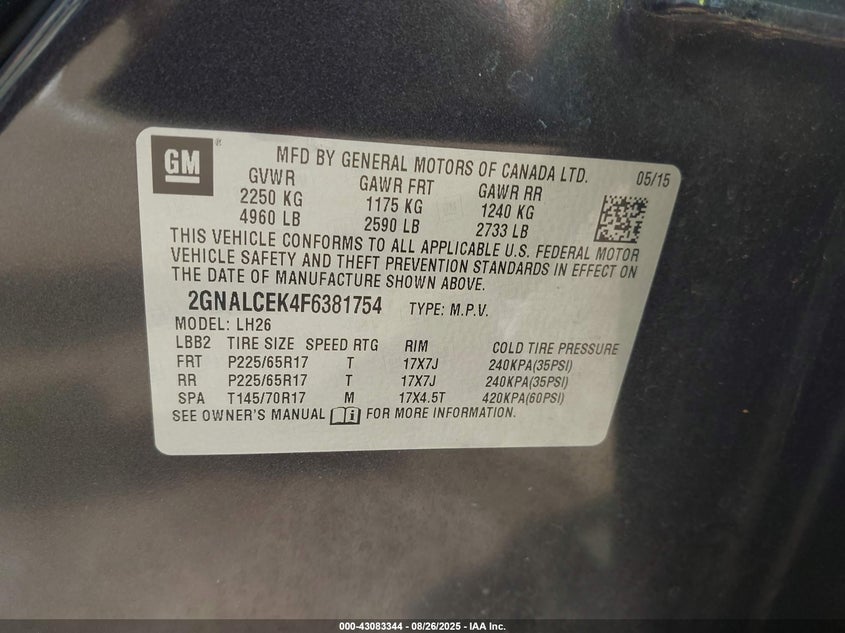 GM ®
MFD BY GENERAL MOTORS OF CANADA LTD. 05/15
GVWR GAWR FRT GAWR RR
2250 KG 1175 KG 1240 KG
4960 LB 2590 LB 2733 LB
THIS VEHICLE CONFORMS TO ALL APPLICABLE U.S. FEDERAL MOTOR
VEHICLE SAFETY AND THEFT PREVENTION STANDARDS IN EFFECT ON
THE DATE OF MANUFACTURE SHOWN ABOVE.
2GNALCEK4F6381754 TYPE: M.P.V.
MODEL: LH26
LBB2 TIRE SIZE SPEED RTG RIM COLD TIRE PRESSURE
FRT P225/65R17 T 17X7J 240KPA(35PSI)
RR P225/65R17 T 17X7J 240KPA(35PSI)
SPA T145/70R17 M 17X4.5T 420KPA(60PSI)
SEE OWNER'S MANUAL i FOR MORE INFORMATION.
000-43083344 - 08/26/2025 - IAA Inc.